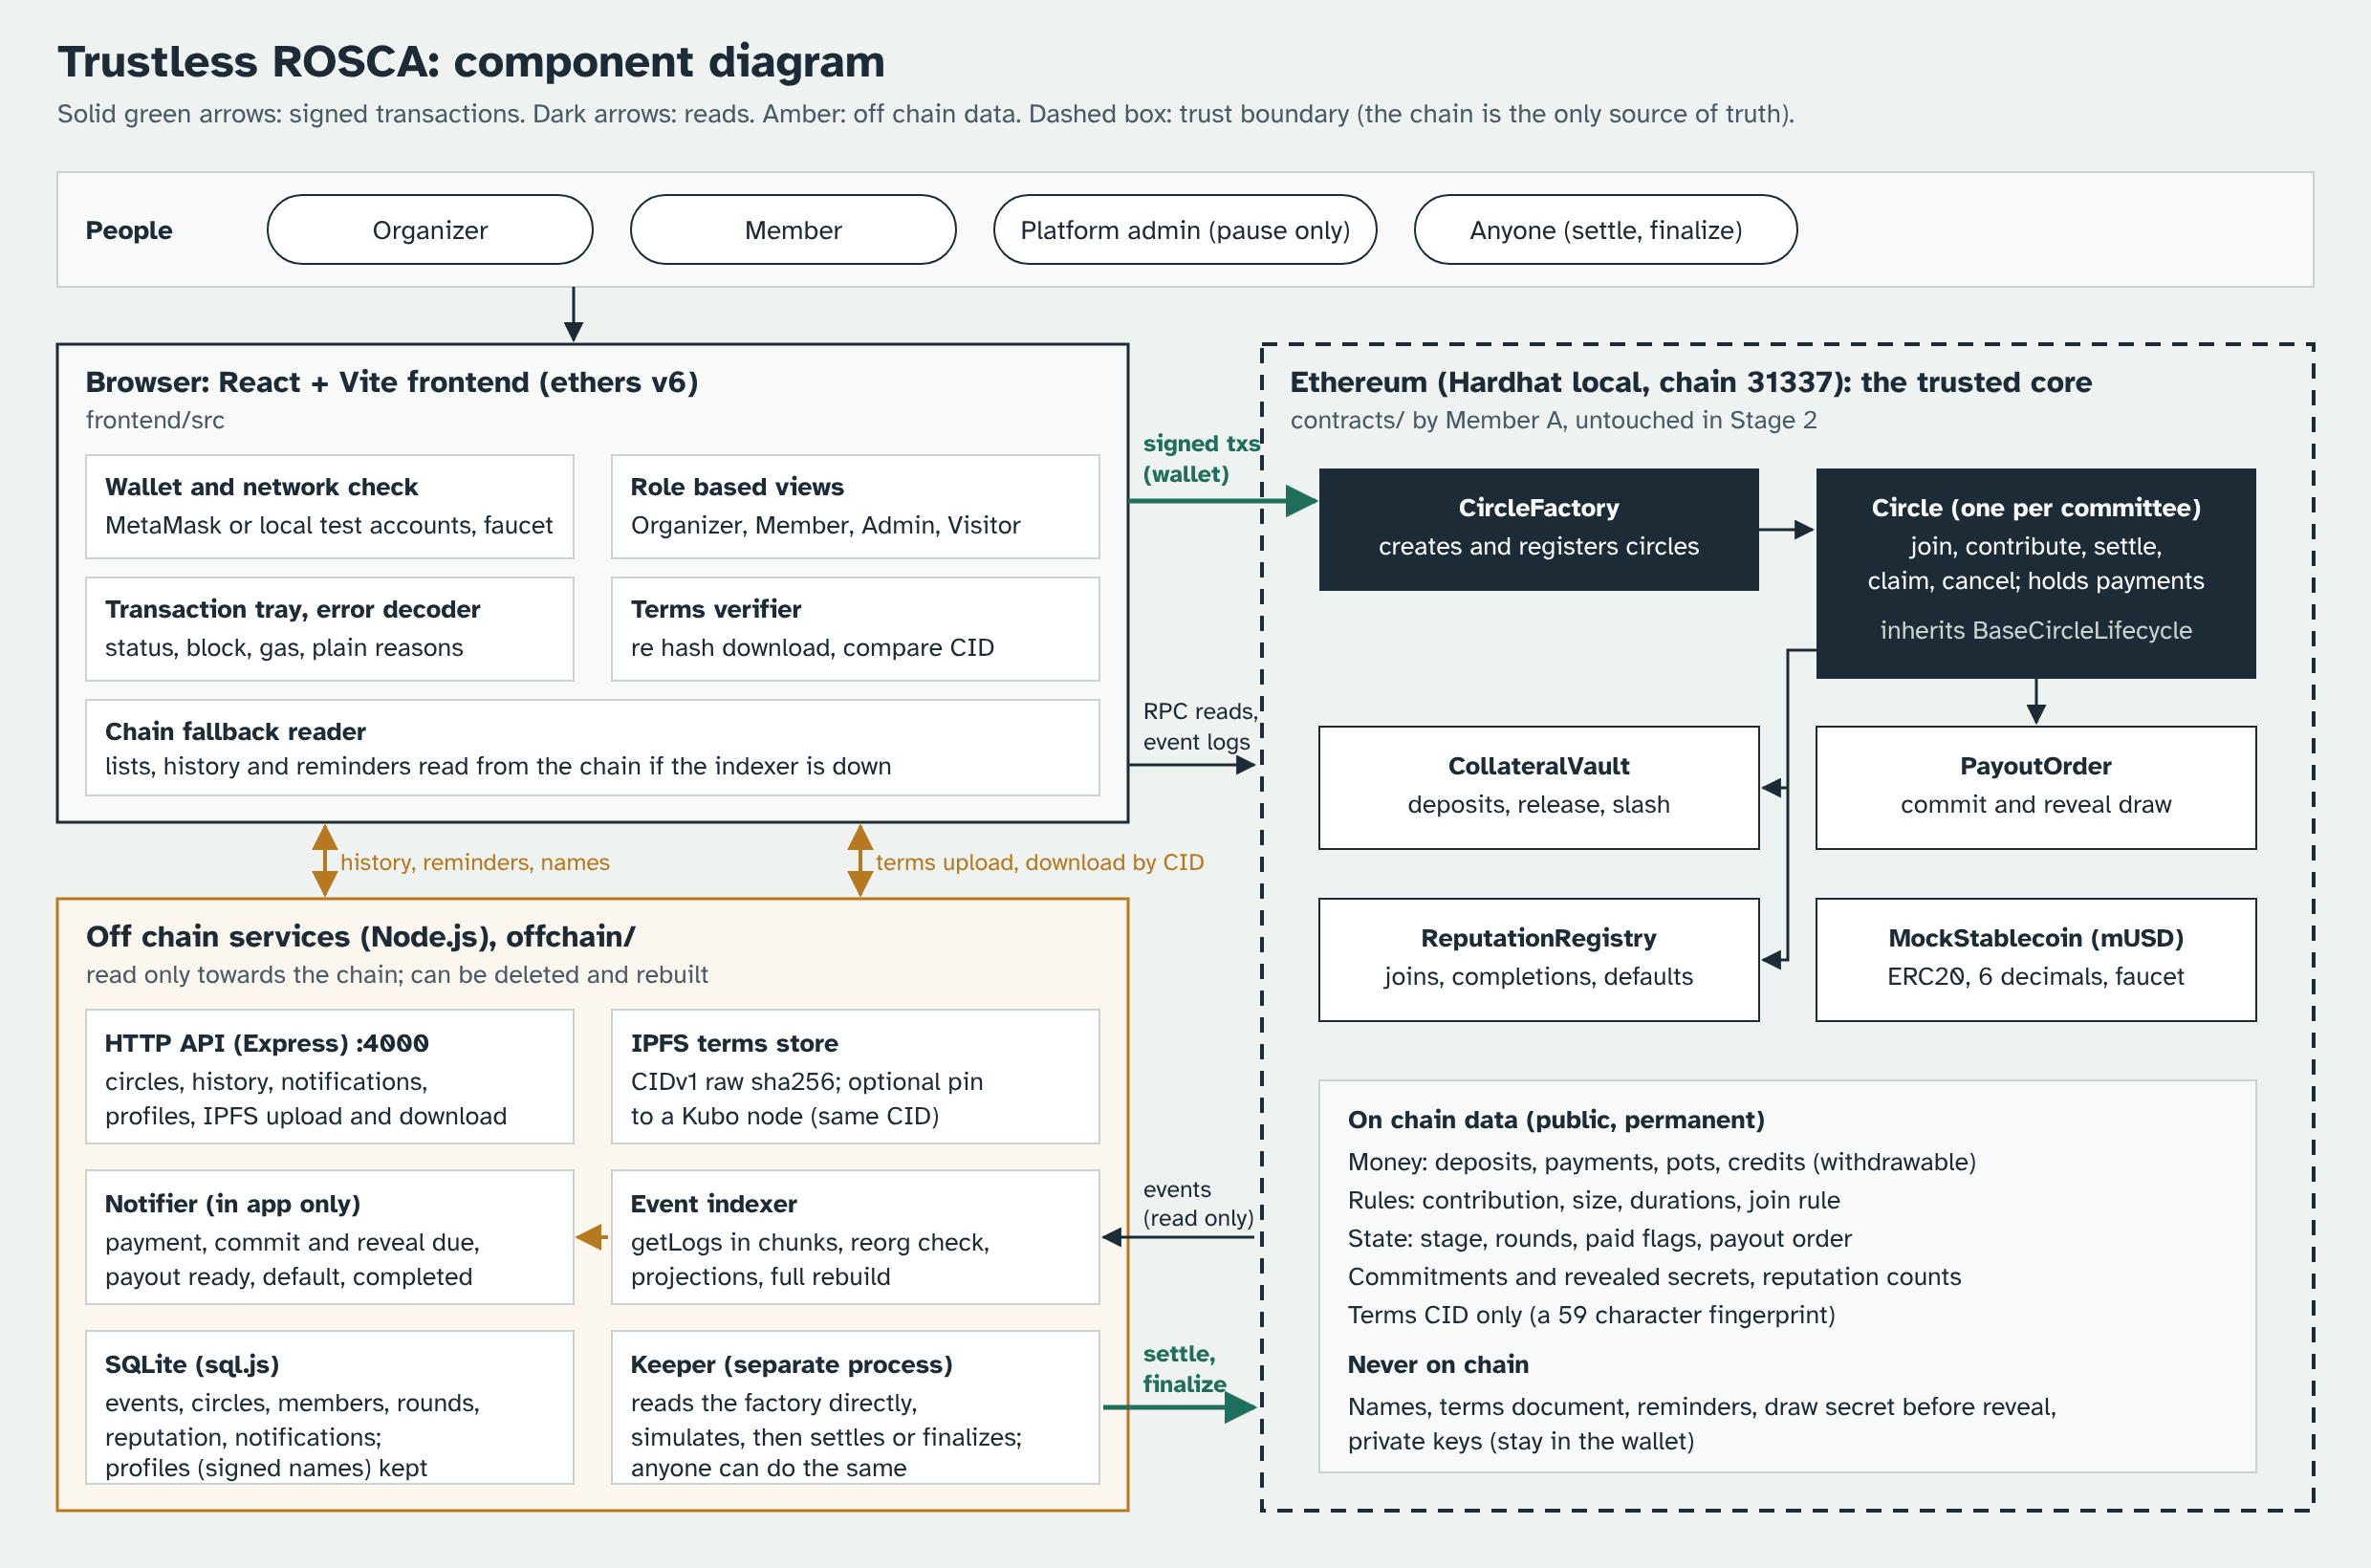 Trustless ROSCA: component diagram
Solid green arrows: signed transactions. Dark arrows: reads. Amber: off chain data. Dashed box: trust boundary (the chain is the only source of truth).
People
Organizer
Member
Platform admin (pause only)
Anyone (settle, finalize)
Browser: React + Vite frontend (ethers v6)
frontend/src
Wallet and network check
MetaMask or local test accounts, faucet
Role based views
Organizer, Member, Admin, Visitor
Transaction tray, error decoder
status, block, gas, plain reasons
Terms verifier
re hash download, compare CID
Chain fallback reader
lists, history and reminders read from the chain if the indexer is down
signed txs
(wallet)
RPC reads,
event logs
history, reminders, names
terms upload, download by CID
Off chain services (Node.js), offchain/
read only towards the chain; can be deleted and rebuilt
HTTP API (Express) :4000
circles, history, notifications,
profiles, IPFS upload and download
IPFS terms store
CIDv1 raw sha256; optional pin
to a Kubo node (same CID)
Notifier (in app only)
payment, commit and reveal due,
payout ready, default, completed
Event indexer
getLogs in chunks, reorg check,
projections, full rebuild
SQLite (sql.js)
events, circles, members, rounds,
reputation, notifications;
profiles (signed names) kept
Keeper (separate process)
reads the factory directly,
simulates, then settles or finalizes;
anyone can do the same
events
(read only)
settle,
finalize
Ethereum (Hardhat local, chain 31337): the trusted core
contracts/ by Member A, untouched in Stage 2
CircleFactory
creates and registers circles
Circle (one per committee)
join, contribute, settle,
claim, cancel; holds payments
inherits BaseCircleLifecycle
CollateralVault
deposits, release, slash
PayoutOrder
commit and reveal draw
ReputationRegistry
joins, completions, defaults
MockStablecoin (mUSD)
ERC20, 6 decimals, faucet
On chain data (public, permanent)
Money: deposits, payments, pots, credits (withdrawable)
Rules: contribution, size, durations, join rule
State: stage, rounds, paid flags, payout order
Commitments and revealed secrets, reputation counts
Terms CID only (a 59 character fingerprint)
Never on chain
Names, terms document, reminders, draw secret before reveal,
private keys (stay in the wallet)